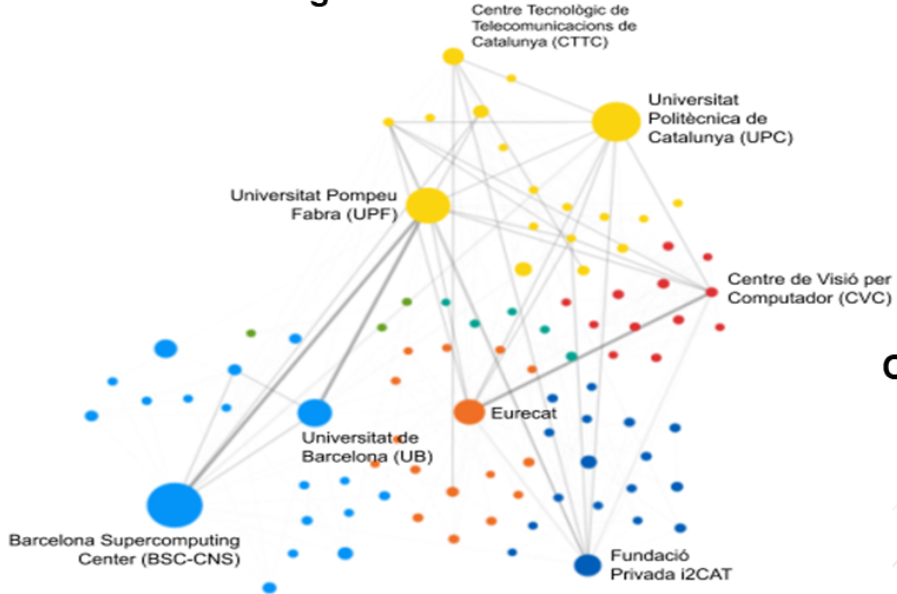 Centre Tecnològic de
Telecomunicacions de
Catalunya (CTTC)
Universitat
Politècnica de
Catalunya (UPC)
Universitat Pompeu
Fabra (UPF)
Centre de Visió per
Computador (CVC)
Eurecat
Universitat de
Barcelona (UB)
Barcelona Supercomputing
Center (BSC-CNS)
Fundació
Privada i2CAT